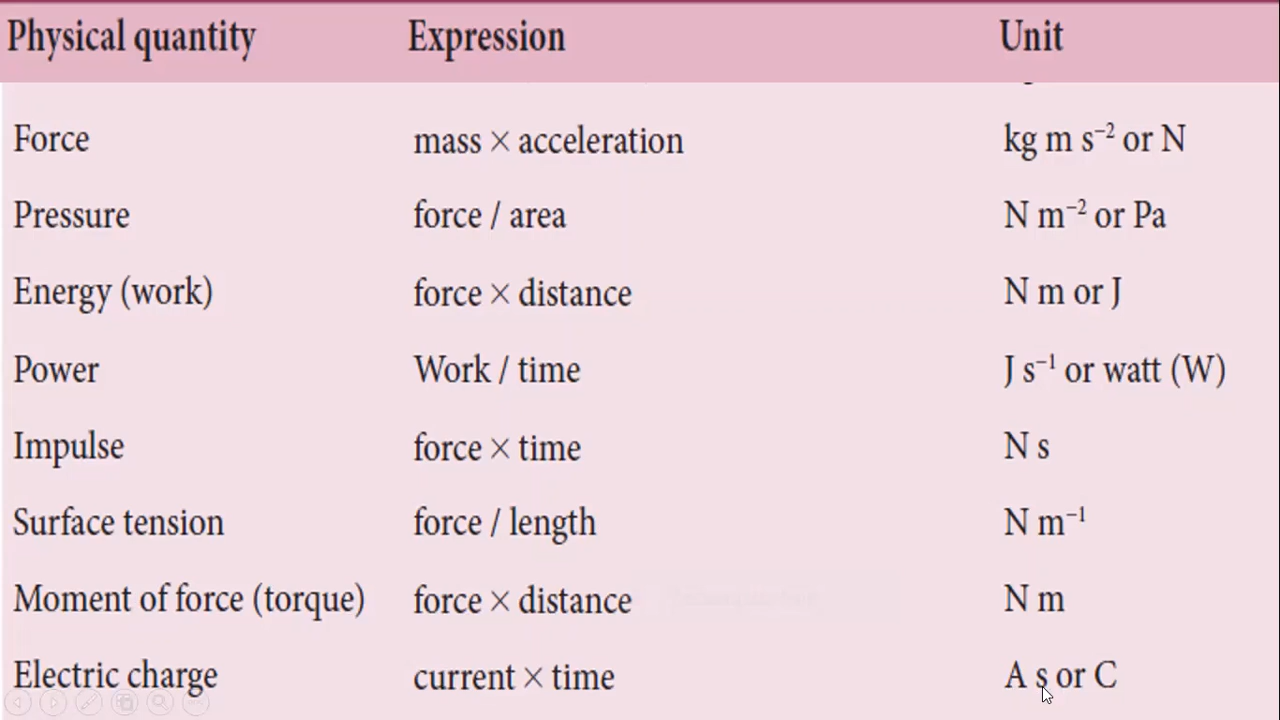 Physical quantity Expression Unit
Force mass × acceleration kg m s⁻² or N
Pressure force / area N m⁻² or Pa
Energy (work) force × distance N m or J
Power Work / time J s⁻¹ or watt (W)
Impulse force × time N s
Surface tension force / length N m⁻¹
Moment of force (torque) force × distance N m
Electric charge current × time A s or C